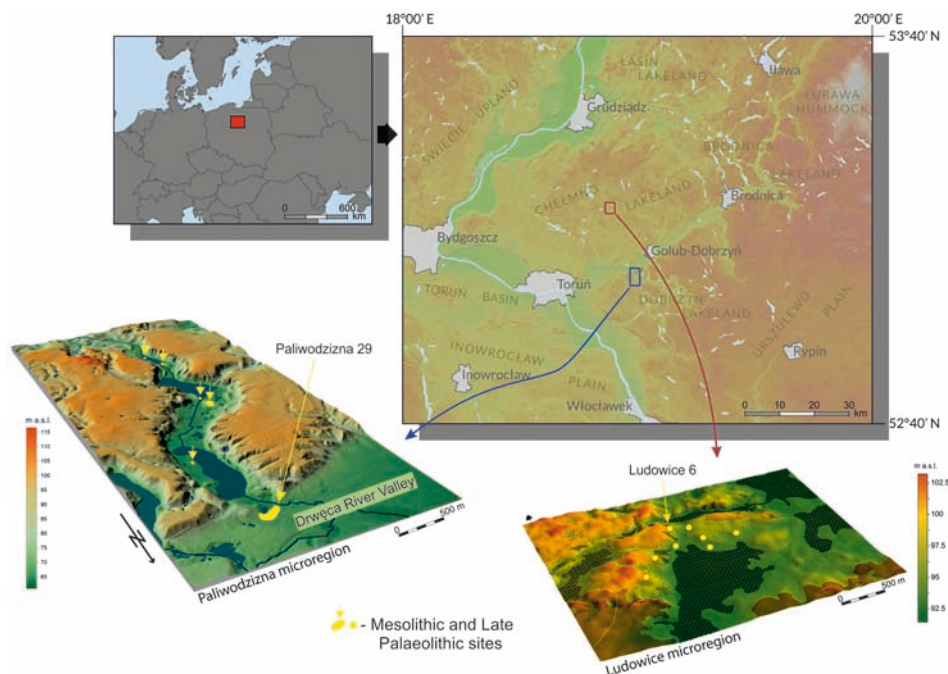 18°00′ E
20°00′ E
53°40′ N
52°40′ N
0
600
km
ŁASIN
LAKELAND
Iława
LUBAWA
HUMMOCK
Grudziądz
ŚWIECIE UPLAND
BRODNICA
LAKELAND
Brodnica
CHEŁMNO
LAKELAND
Bydgoszcz
Golub-Dobrzyń
Toruń
TORUŃ
BASIN
DOBRZYŃ
LAKELAND
URSZULEWO
PLAIN
Rypin
INOWROCŁAW
PLAIN
Inowrocław
Włocławek
0 10 20 30
km
Paliwodzizna 29
m a.s.l.
115
110
105
100
95
90
85
80
75
70
65
N
Drwęca River Valley
0
500 m
Paliwodzizna microregion
Ludowice 6
m a.s.l.
102.5
100
97.5
95
92.5
0
500 m
Ludowice microregion
- Mesolithic and Late
Palaeolithic sites